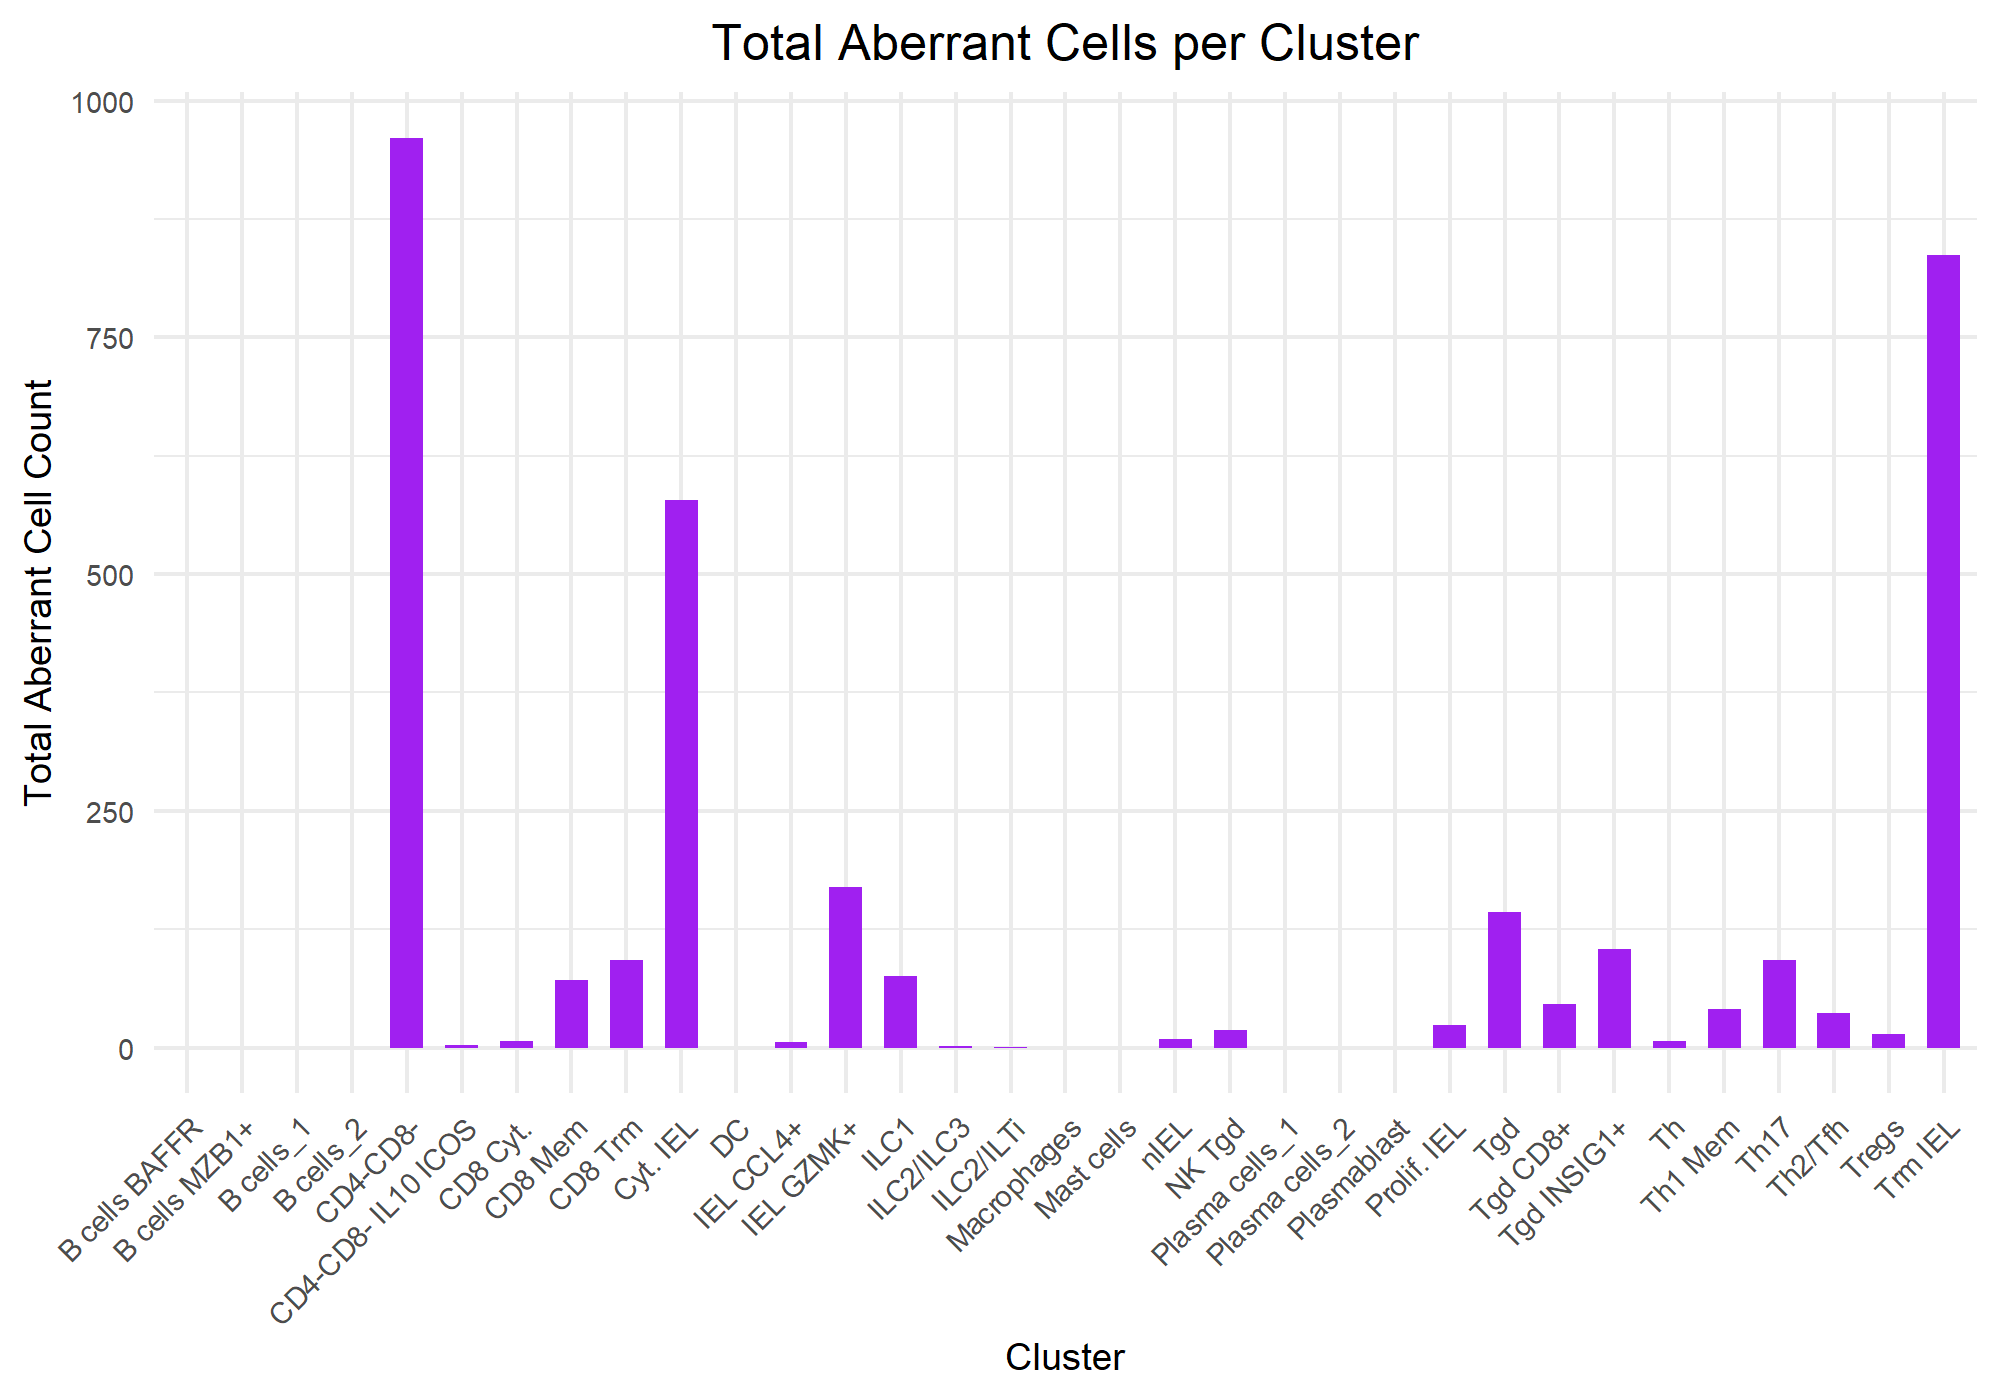 Total Aberrant Cells per Cluster
Total Aberrant Cell Count
1000
750
500
250
0
B cells BAFFR
B cells MZB1+
B cells_1
B cells_2
CD4-CD8-
CD4-CD8- IL10 ICOS
CD8 Cyt.
CD8 Mem
CD8 Trm
Cyt. IEL
DC
IEL CCL4+
IEL GZMK+
ILC1
ILC2/ILC3
ILC2/ILTi
Macrophages
Mast cells
nIEL
NK Tgd
Plasma cells_1
Plasma cells_2
Plasmablast
Prolif. IEL
Tgd
Tgd CD8+
Tgd INSIG1+
Th
Th1 Mem
Th17
Th2/Tfh
Tregs
Trm IEL
Cluster